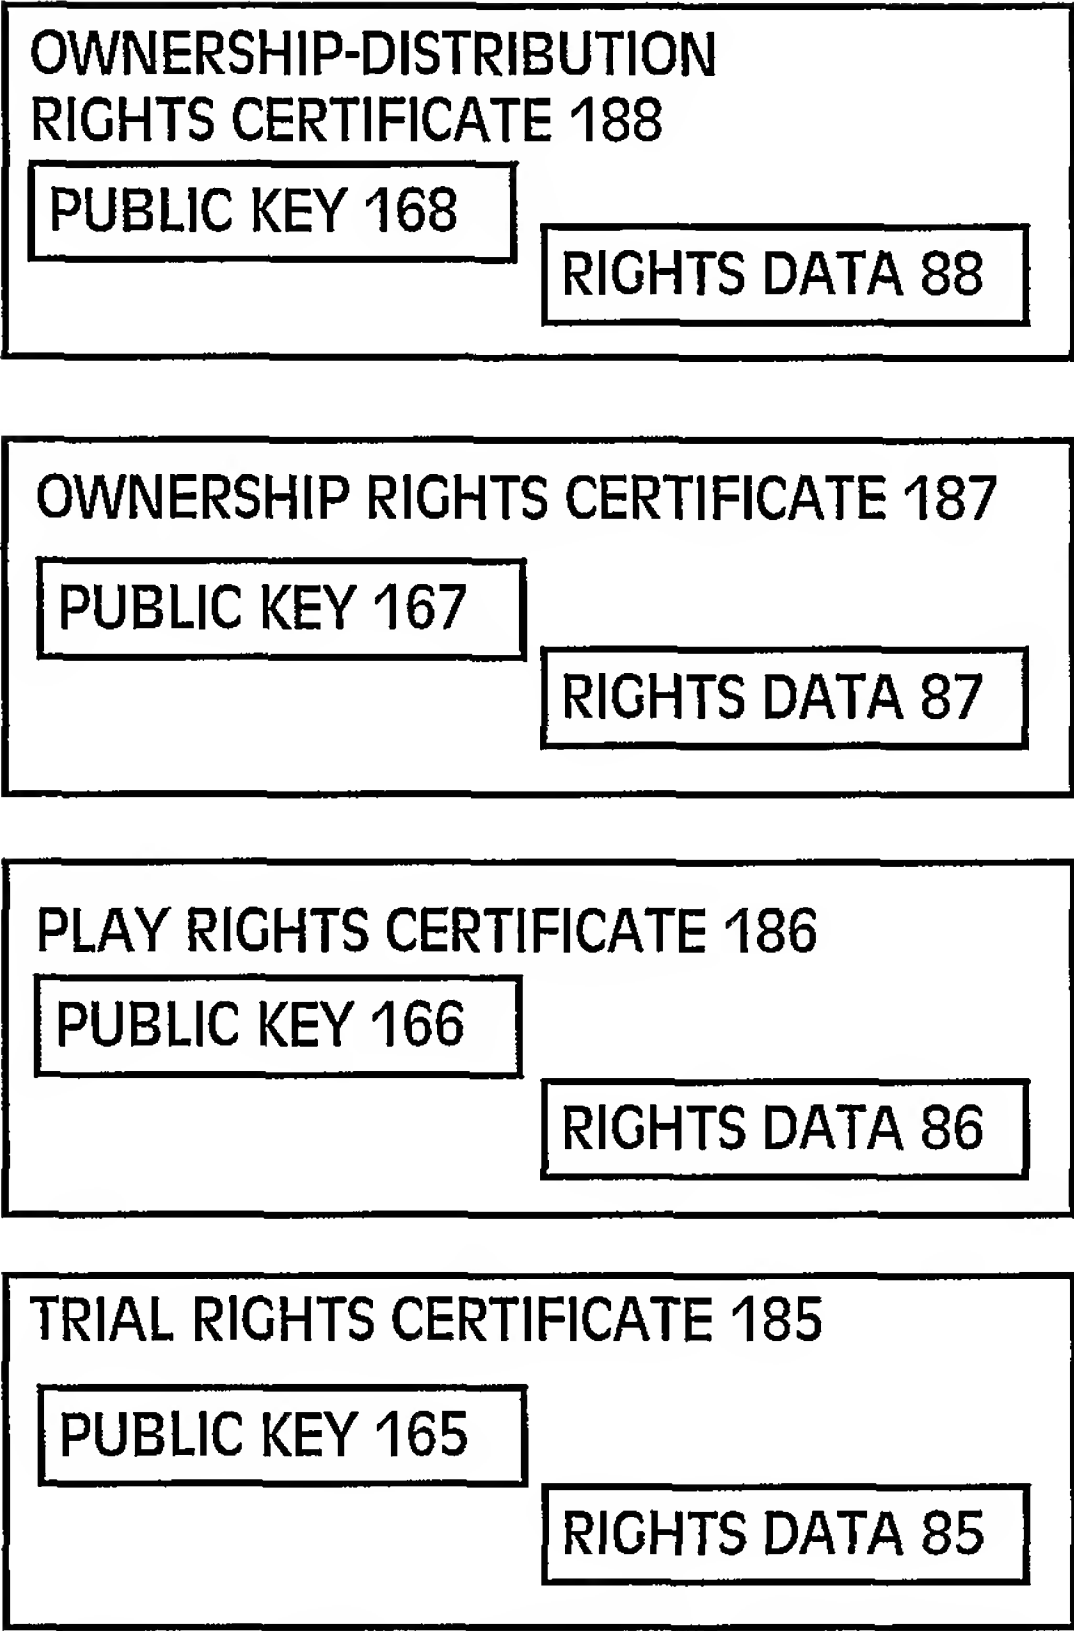 OWNERSHIP-DISTRIBUTION
RIGHTS CERTIFICATE 188
PUBLIC KEY 168
RIGHTS DATA 88
OWNERSHIP RIGHTS CERTIFICATE 187
PUBLIC KEY 167
RIGHTS DATA 87
PLAY RIGHTS CERTIFICATE 186
PUBLIC KEY 166
RIGHTS DATA 86
TRIAL RIGHTS CERTIFICATE 185
PUBLIC KEY 165
RIGHTS DATA 85